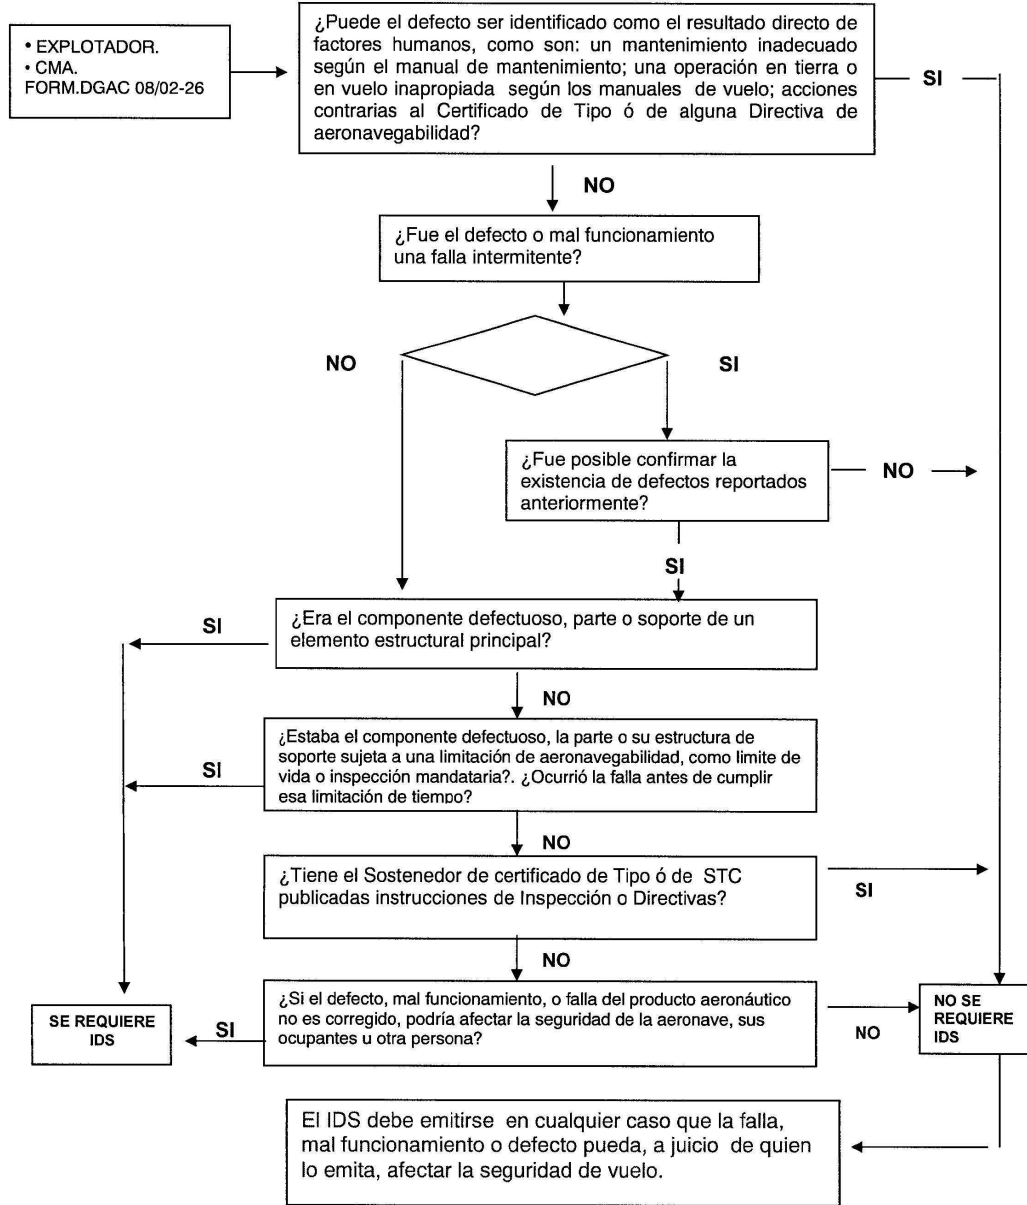 • EXPLOTADOR.
• CMA.
FORM.DGAC 08/02-26
¿Puede el defecto ser identificado como el resultado directo de
factores humanos, como son: un mantenimiento inadecuado
según el manual de mantenimiento; una operación en tierra o
en vuelo inapropiada según los manuales de vuelo; acciones
contrarias al Certificado de Tipo ó de alguna Directiva de
aeronavegabilidad?
SI
NO
¿Fue el defecto o mal funcionamiento
una falla intermitente?
NO
SI
¿Fue posible confirmar la
existencia de defectos reportados
anteriormente?
NO
SI
¿Era el componente defectuoso, parte o soporte de un
elemento estructural principal?
SI
NO
¿Estaba el componente defectuoso, la parte o su estructura de
soporte sujeta a una limitación de aeronavegabilidad, como limite de
vida o inspección mandataria?. ¿Ocurrió la falla antes de cumplir
esa limitación de tiempo?
SI
NO
¿Tiene el Sostenedor de certificado de Tipo ó de STC
publicadas instrucciones de Inspección o Directivas?
SI
NO
¿Si el defecto, mal funcionamiento, o falla del producto aeronáutico
no es corregido, podría afectar la seguridad de la aeronave, sus
ocupantes u otra persona?
SI
NO
SE REQUIERE
IDS
NO SE
REQUIERE
IDS
El IDS debe emitirse en cualquier caso que la falla,
mal funcionamiento o defecto pueda, a juicio de quien
lo emita, afectar la seguridad de vuelo.